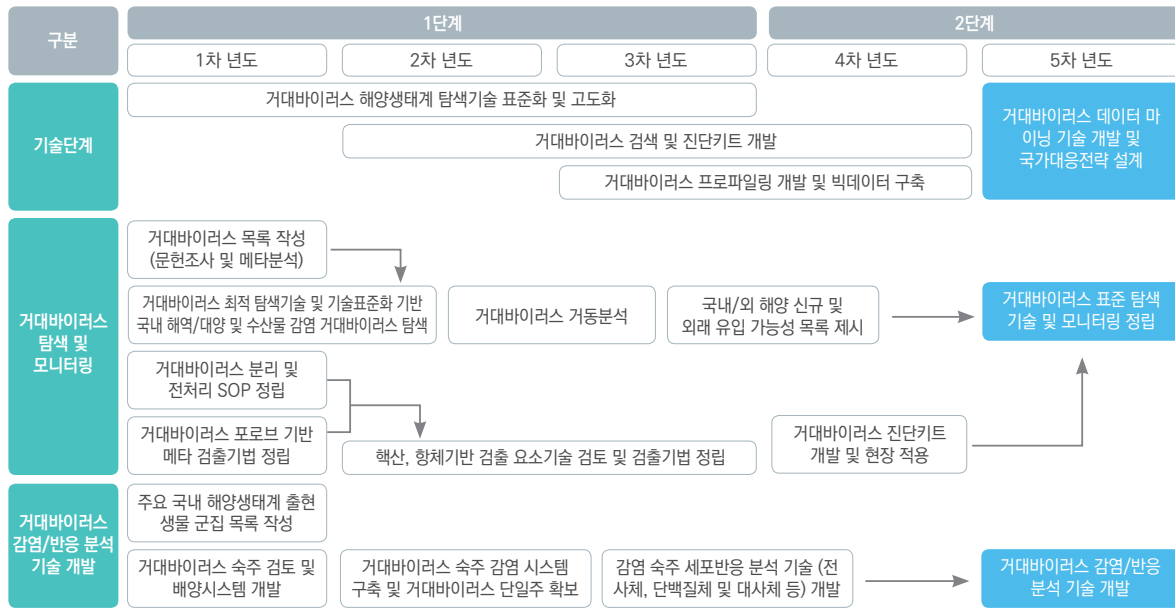 구분
1단계
2단계
1차 년도
2차 년도
3차 년도
4차 년도
5차 년도
기술단계
거대바이러스 해양생태계 탐색기술 표준화 및 고도화
거대바이러스 검색 및 진단키트 개발
거대바이러스 프로파일링 개발 및 빅데이터 구축
거대바이러스 데이터 마
이닝 기술 개발 및
국가대응전략 설계
거대바이러스
탐색 및
모니터링
거대바이러스 목록 작성
(문헌조사 및 메타분석)
거대바이러스 최적 탐색기술 및 기술표준화 기반
국내 해역/대양 및 수산물 감염 거대바이러스 탐색
거대바이러스 거동분석
국내/외 해양 신규 및
외래 유입 가능성 목록 제시
거대바이러스 표준 탐색
기술 및 모니터링 정립
거대바이러스 분리 및
전처리 SOP 정립
거대바이러스 포로브 기반
메타 검출기법 정립
핵산, 항체기반 검출 요소기술 검토 및 검출기법 정립
거대바이러스 진단키트
개발 및 현장 적용
거대바이러스
감염/반응 분석
기술 개발
주요 국내 해양생태계 출현
생물 군집 목록 작성
거대바이러스 숙주 검토 및
배양시스템 개발
거대바이러스 숙주 감염 시스템
구축 및 거대바이러스 단일주 확보
감염 숙주 세포반응 분석 기술 (전
사체, 단백질체 및 대사체 등) 개발
거대바이러스 감염/반응
분석 기술 개발